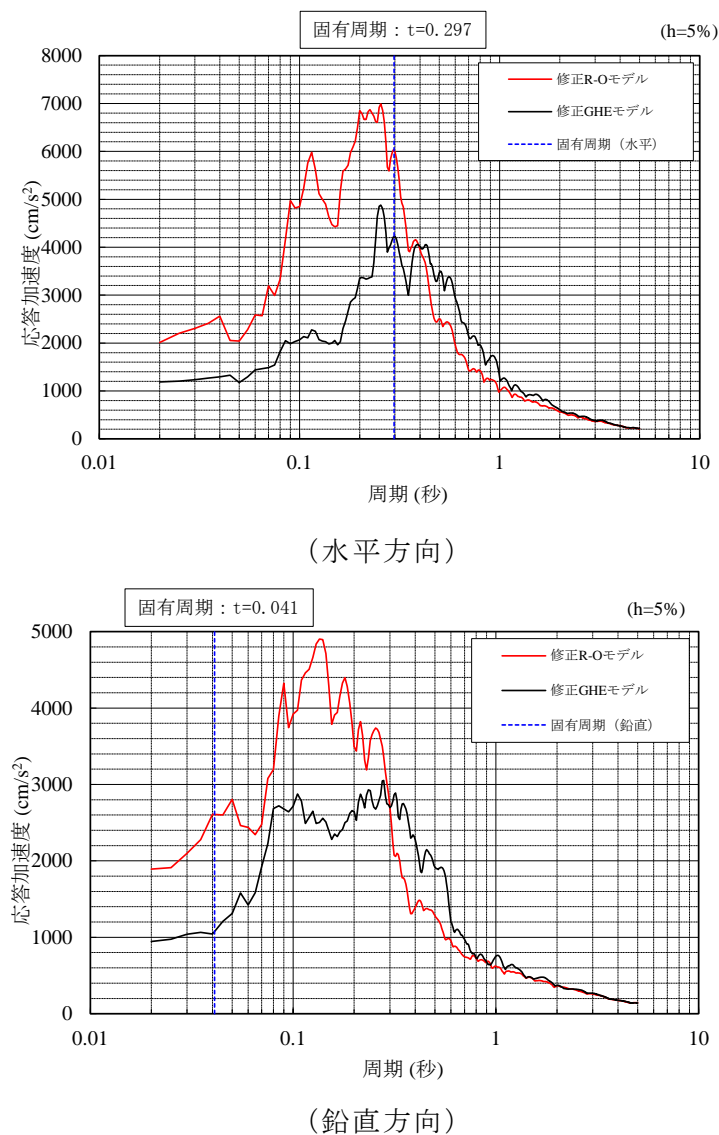 固有周期：t=0.297
(h=5%)
8000
7000
6000
5000
4000
3000
2000
1000
0
応答加速度 (cm/s²)
修正R-Oモデル
修正GHEモデル
固有周期（水平）
0.01
0.1
1
10
周期 (秒)
（水平方向）
固有周期：t=0.041
(h=5%)
5000
4000
3000
2000
1000
0
応答加速度 (cm/s²)
修正R-Oモデル
修正GHEモデル
固有周期（鉛直）
0.01
0.1
1
10
周期 (秒)
（鉛直方向）